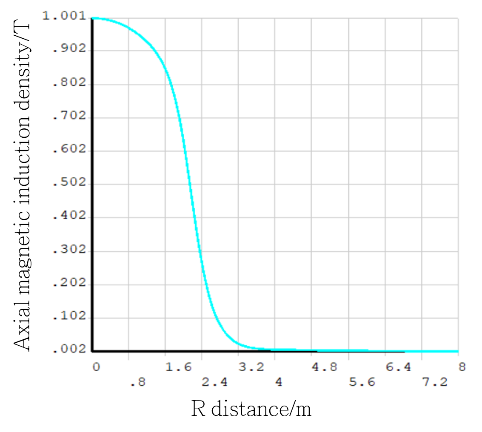 Axial magnetic induction density/T
1.001
.902
.802
.702
.602
.502
.402
.302
.202
.102
.002
0 1.6 3.2 4.8 6.4 8
.8 2.4 4 5.6 7.2
R distance/m